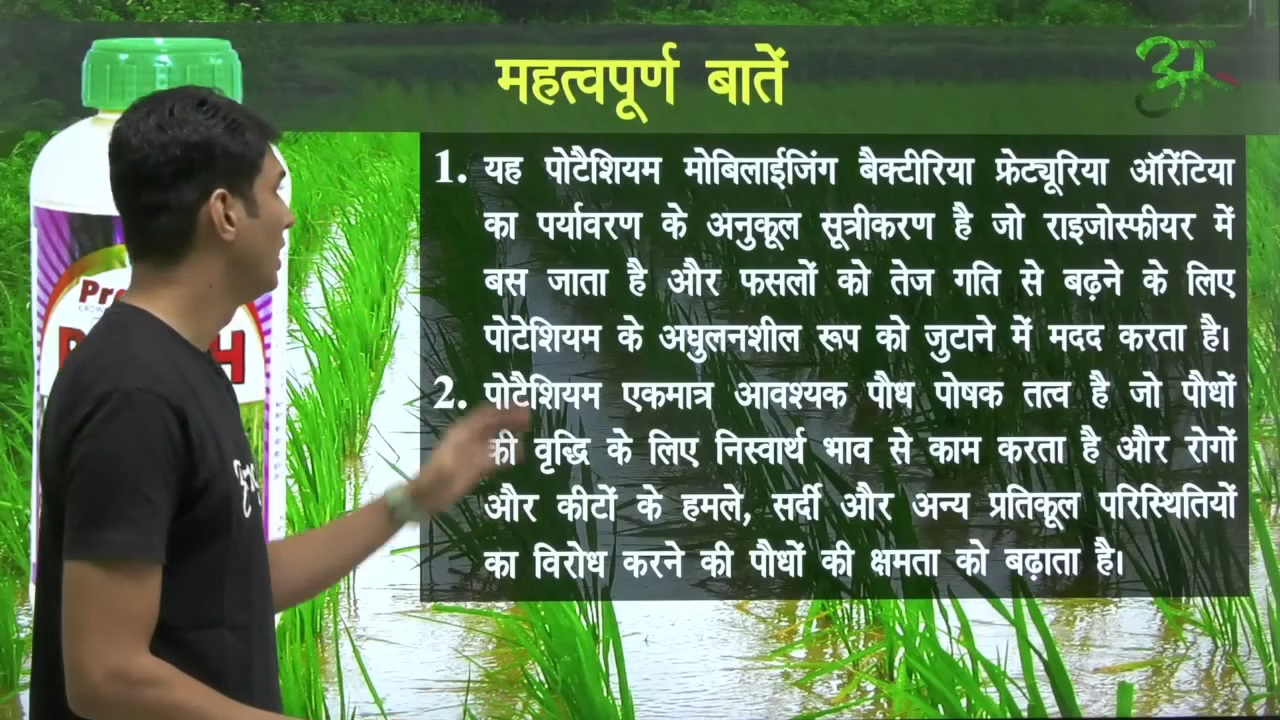 महत्वपूर्ण बातें
1. यह पोटैशियम मोबिलाईजिंग बैक्टीरिया फ्रेट्यूरिया ऑरेंटिया
का पर्यावरण के अनुकूल सूत्रीकरण है जो राइजोस्फीयर में
बस जाता है और फसलों को तेज गति से बढ़ने के लिए
पोटेशियम के अघुलनशील रूप को जुटाने में मदद करता है।
2. पोटैशियम एकमात्र आवश्यक पौध पोषक तत्व है जो पौधों
की वृद्धि के लिए निस्वार्थ भाव से काम करता है और रोगों
और कीटों के हमले, सर्दी और अन्य प्रतिकूल परिस्थितियों
का विरोध करने की पौधों की क्षमता को बढ़ाता है।